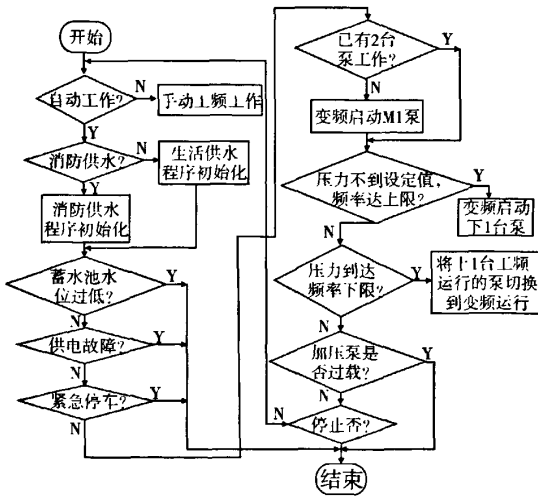 开始
自动工作?
N
手动工频工作
Y
消防供水?
N
生活供水
程序初始化
Y
消防供水
程序初始化
蓄水池水
位过低?
Y
N
供电故障?
Y
N
紧急停车?
Y
N
已有2台
泵工作?
Y
N
变频启动M1泵
压力不到设定值,
频率达上限?
Y
变频启动
下1台泵
N
压力到达
频率下限?
Y
将上1台工频
运行的泵切换
到变频运行
N
加压泵是
否过载?
Y
N
停止否?
N
Y
结束